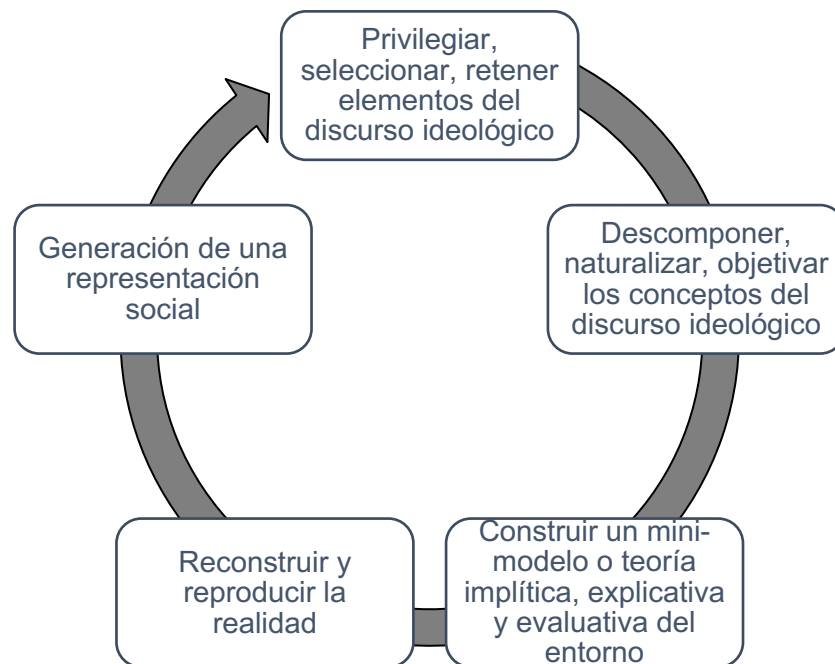 Privilegiar,
seleccionar, retener
elementos del
discurso ideológico
Descomponer,
naturalizar, objetivar
los conceptos del
discurso ideológico
Construir un mini-
modelo o teoría
implítica, explicativa
y evaluativa del
entorno
Reconstruir y
reproducir la
realidad
Generación de una
representación
social